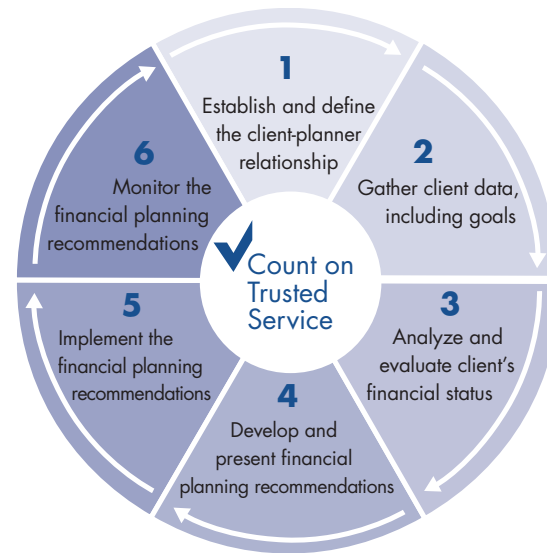 1
Establish and define
the client-planner
relationship
2
Gather client data,
including goals
3
Analyze and
evaluate client’s
financial status
4
Develop and
present financial
planning recommendations
5
Implement the
financial planning
recommendations
6
Monitor the
financial planning
recommendations
Count on
Trusted
Service